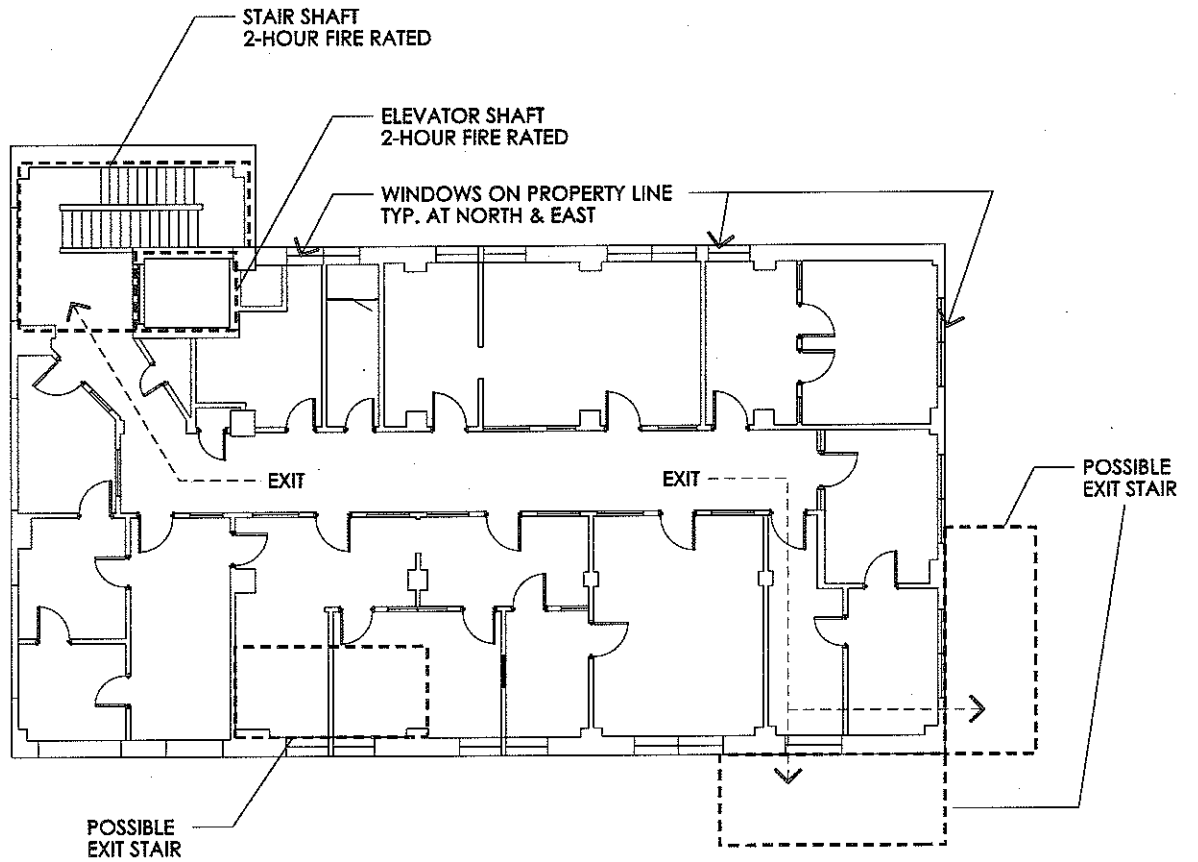 STAIR SHAFT
2-HOUR FIRE RATED
ELEVATOR SHAFT
2-HOUR FIRE RATED
WINDOWS ON PROPERTY LINE
TYP. AT NORTH & EAST
EXIT
EXIT
POSSIBLE
EXIT STAIR
POSSIBLE
EXIT STAIR